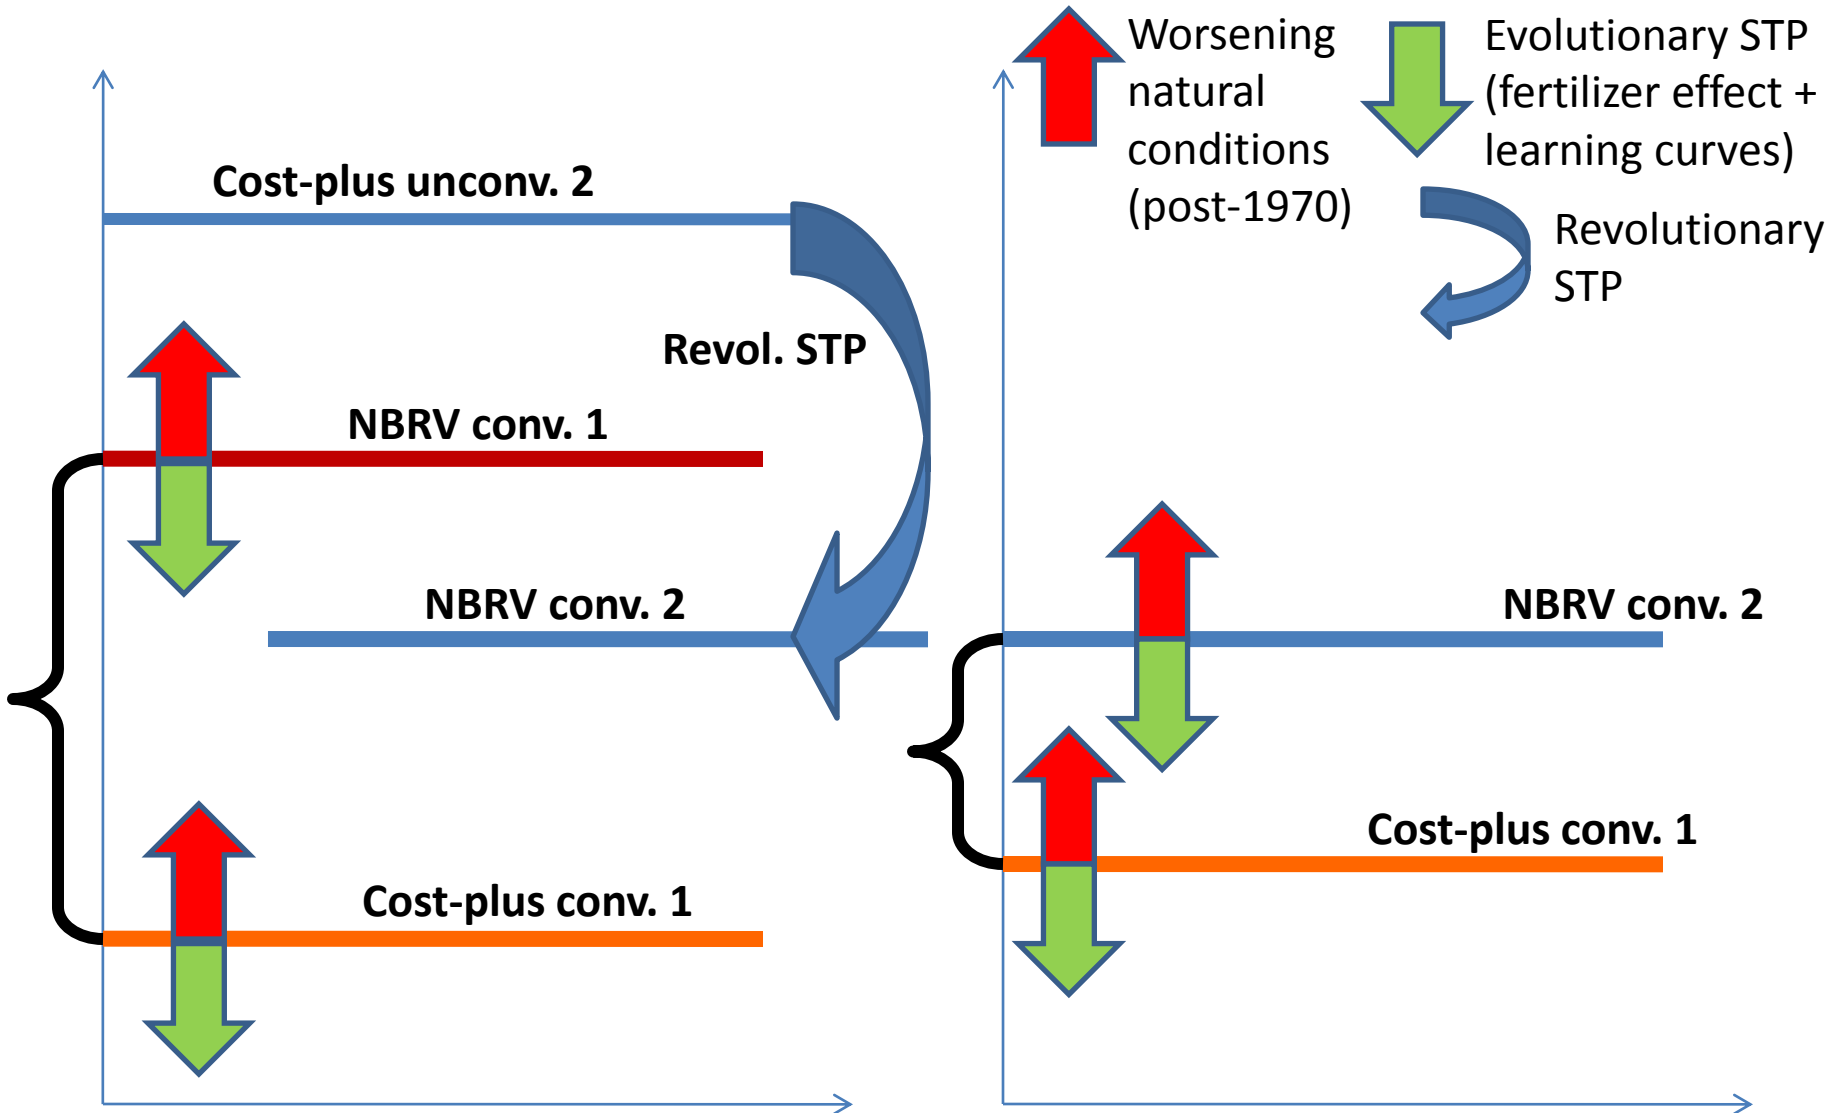 Worsening
natural
conditions
(post-1970)
Evolutionary STP
(fertilizer effect +
learning curves)
Revolutionary
STP
Cost-plus unconv. 2
Revol. STP
NBRV conv. 1
NBRV conv. 2
Cost-plus conv. 1
NBRV conv. 2
Cost-plus conv. 1